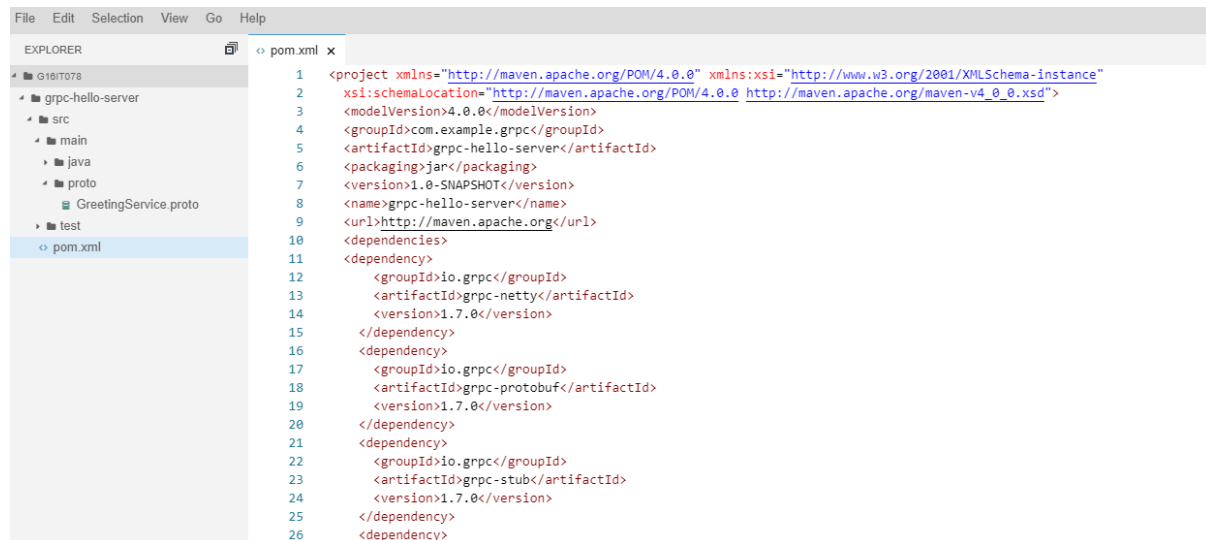 File Edit Selection View Go Help
EXPLORER
G16IT078
grpc-hello-server
src
main
java
proto
GreetingService.proto
test
<> pom.xml
<> pom.xml x
1 <project xmlns="http://maven.apache.org/POM/4.0.0" xmlns:xsi="http://www.w3.org/2001/XMLSchema-instance"
2 xsi:schemaLocation="http://maven.apache.org/POM/4.0.0 http://maven.apache.org/maven-v4_0_0.xsd">
3 <modelVersion>4.0.0</modelVersion>
4 <groupId>com.example.grpc</groupId>
5 <artifactId>grpc-hello-server</artifactId>
6 <packaging>jar</packaging>
7 <version>1.0-SNAPSHOT</version>
8 <name>grpc-hello-server</name>
9 <url>http://maven.apache.org</url>
10 <dependencies>
11 <dependency>
12 <groupId>io.grpc</groupId>
13 <artifactId>grpc-netty</artifactId>
14 <version>1.7.0</version>
15 </dependency>
16 <dependency>
17 <groupId>io.grpc</groupId>
18 <artifactId>grpc-protobuf</artifactId>
19 <version>1.7.0</version>
20 </dependency>
21 <dependency>
22 <groupId>io.grpc</groupId>
23 <artifactId>grpc-stub</artifactId>
24 <version>1.7.0</version>
25 </dependency>
26 <dependency>